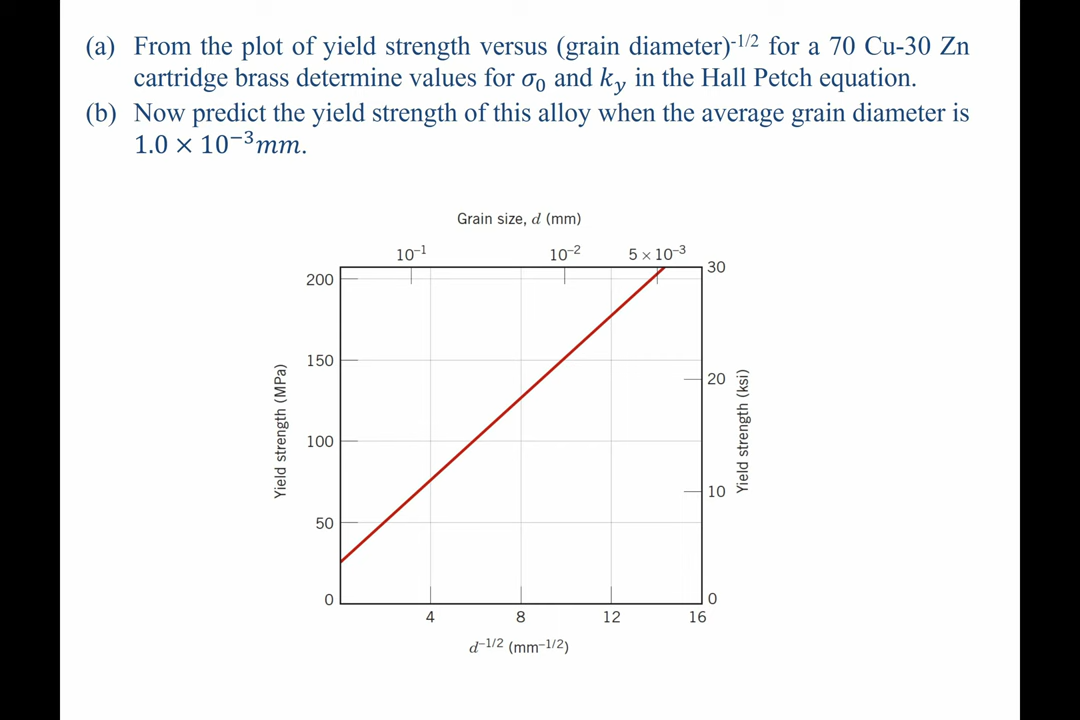 (a) From the plot of yield strength versus (grain diameter)-1/2 for a 70 Cu-30 Zn
cartridge brass determine values for σ0 and ky in the Hall Petch equation.
(b) Now predict the yield strength of this alloy when the average grain diameter is
1.0 × 10−3mm.
Grain size, d (mm)
10−1 10−2 5 × 10−3
200 30
150
20
100
10
50
0 0
4 8 12 16
Yield strength (MPa)
Yield strength (ksi)
d−1/2 (mm−1/2)